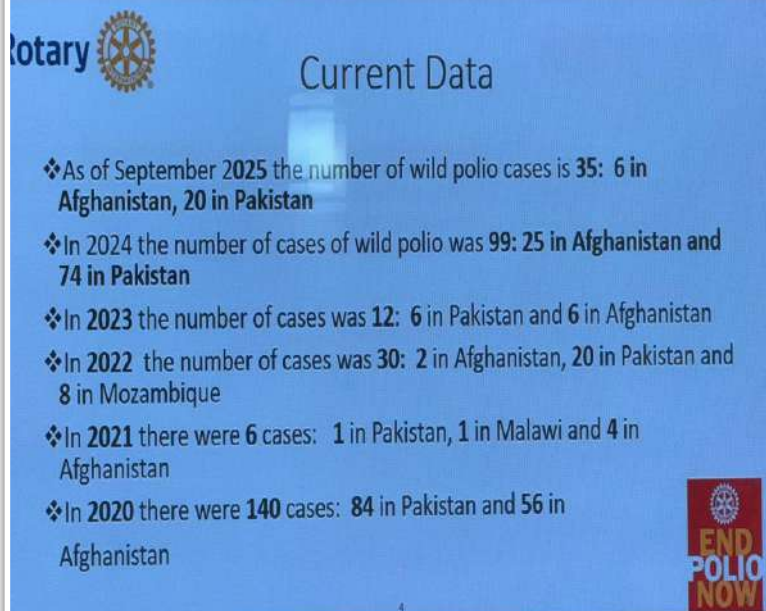 Rotary
Current Data
❖As of September 2025 the number of wild polio cases is 35: 6 in
Afghanistan, 20 in Pakistan
❖In 2024 the number of cases of wild polio was 99: 25 in Afghanistan and
74 in Pakistan
❖In 2023 the number of cases was 12: 6 in Pakistan and 6 in Afghanistan
❖In 2022 the number of cases was 30: 2 in Afghanistan, 20 in Pakistan and
8 in Mozambique
❖In 2021 there were 6 cases: 1 in Pakistan, 1 in Malawi and 4 in
Afghanistan
❖In 2020 there were 140 cases: 84 in Pakistan and 56 in
Afghanistan
END
POLIO
NOW
4